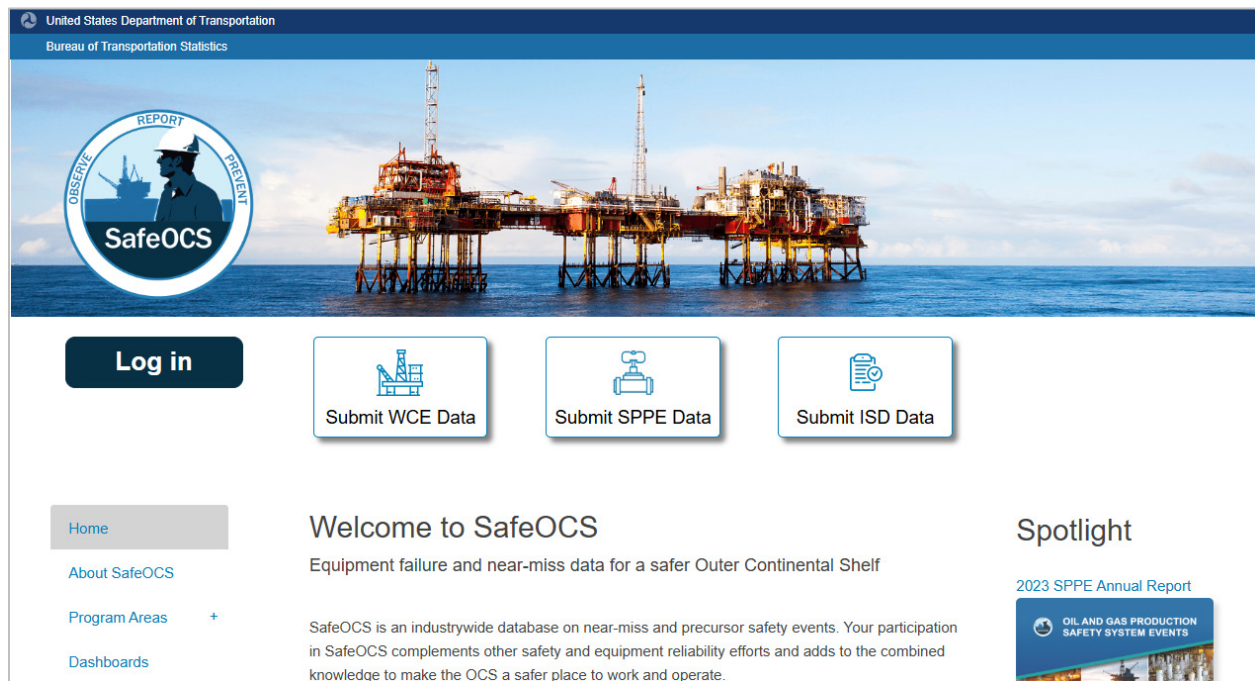 United States Department of Transportation
Bureau of Transportation Statistics
OBSERVE REPORT PREVENT
SafeOCS
Log in
Submit WCE Data
Submit SPPE Data
Submit ISD Data
Home
About SafeOCS
Program Areas +
Dashboards
Welcome to SafeOCS
Equipment failure and near-miss data for a safer Outer Continental Shelf
SafeOCS is an industrywide database on near-miss and precursor safety events. Your participation
in SafeOCS complements other safety and equipment reliability efforts and adds to the combined
knowledge to make the OCS a safer place to work and operate.
Spotlight
2023 SPPE Annual Report
OIL AND GAS PRODUCTION
SAFETY SYSTEM EVENTS